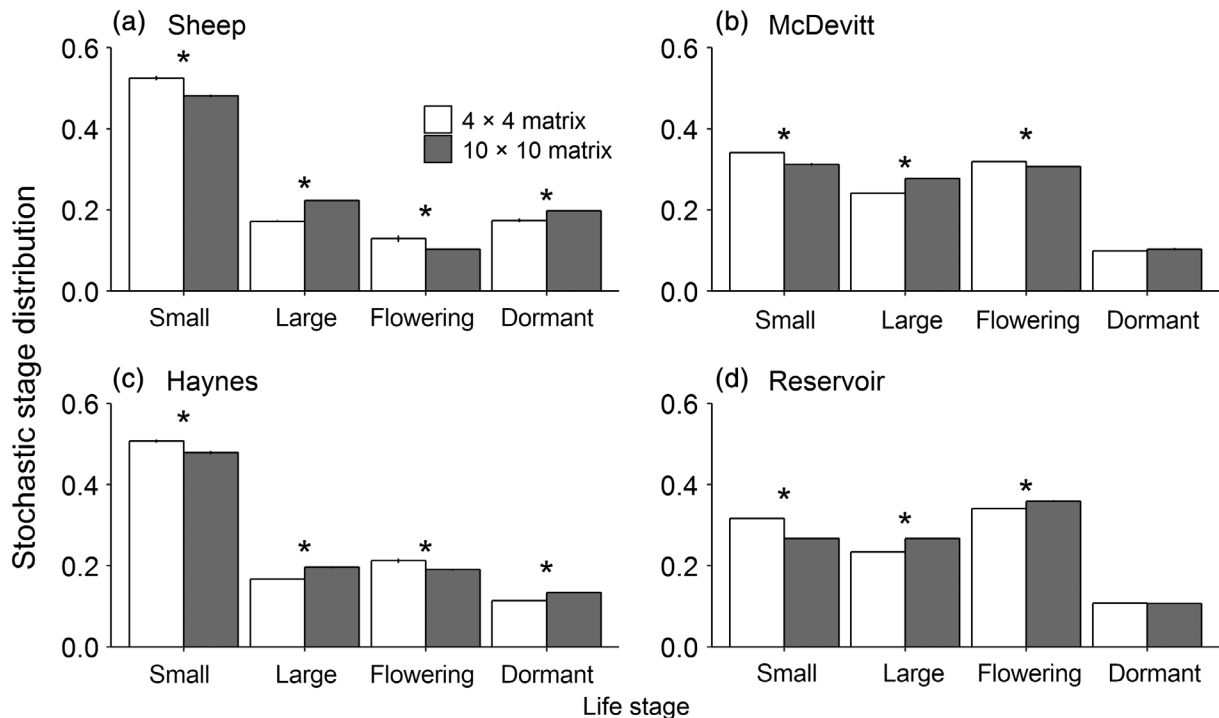 (a) Sheep
0.6
0.4
0.2
0.0
* * * *
4 × 4 matrix
10 × 10 matrix
Small Large Flowering Dormant
(b) McDevitt
0.6
0.4
0.2
0.0
* * *
Small Large Flowering Dormant
Stochastic stage distribution
(c) Haynes
0.6
0.4
0.2
0.0
* * * *
Small Large Flowering Dormant
(d) Reservoir
0.6
0.4
0.2
0.0
* * *
Small Large Flowering Dormant
Life stage